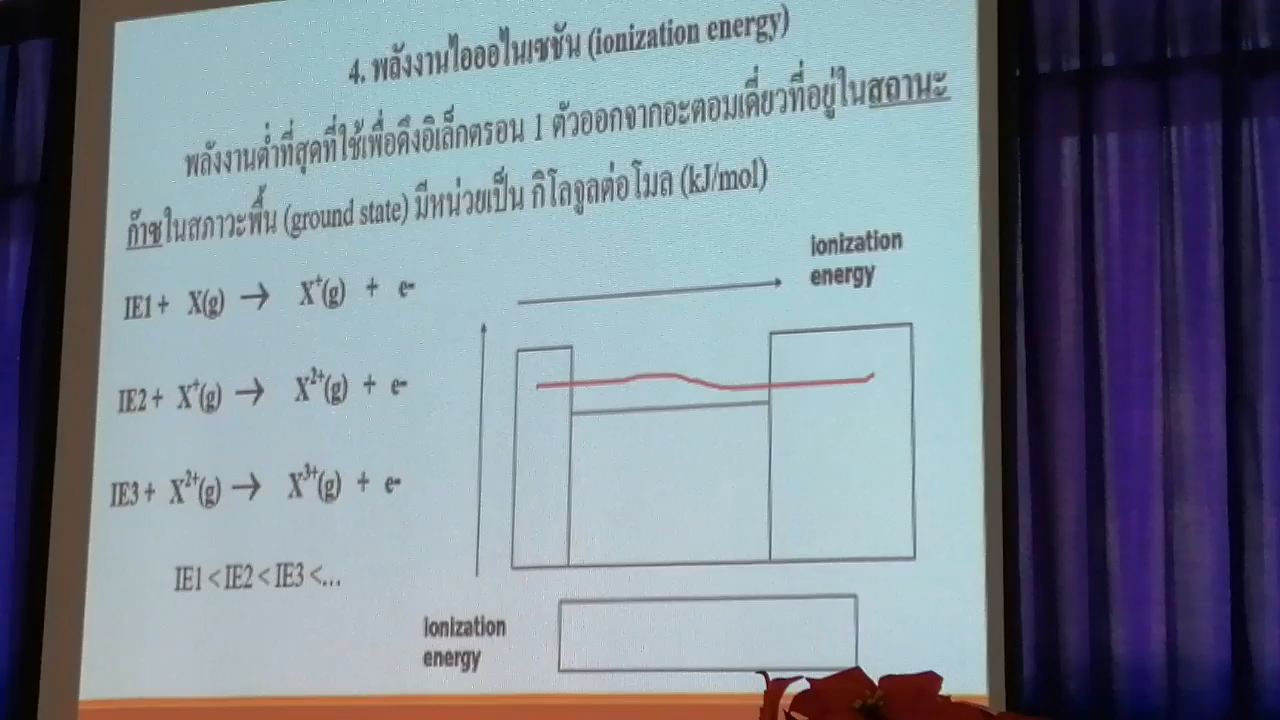 4. พลังงานไอออไนเซชัน (ionization energy)
พลังงานต่ำที่สุดที่ใช้เพื่อดึงอิเล็กตรอน 1 ตัวออกจากอะตอมเดี่ยวที่อยู่ในสถานะ
ก๊าซในสภาวะพื้น (ground state) มีหน่วยเป็น กิโลจูลต่อโมล (kJ/mol)
ionization
energy
IE1 + X(g) → X⁺(g) + e-
IE2 + X⁺(g) → X²⁺(g) + e-
IE3 + X²⁺(g) → X³⁺(g) + e-
IE1 < IE2 < IE3 <...
ionization
energy